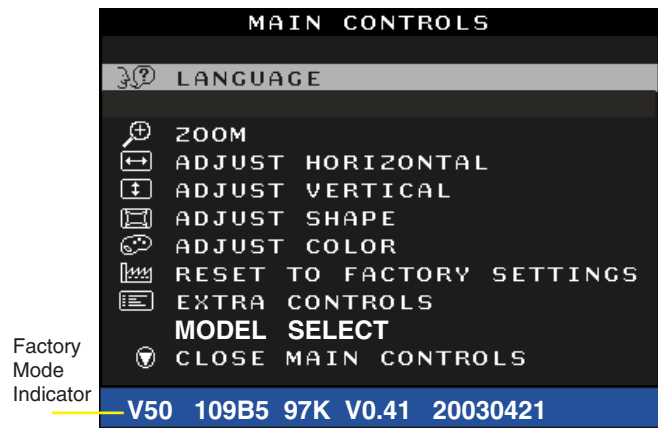 MAIN CONTROLS
LANGUAGE
ZOOM
ADJUST HORIZONTAL
ADJUST VERTICAL
ADJUST SHAPE
ADJUST COLOR
RESET TO FACTORY SETTINGS
EXTRA CONTROLS
MODEL SELECT
CLOSE MAIN CONTROLS
Factory
Mode
Indicator
V50 109B5 97K V0.41 20030421